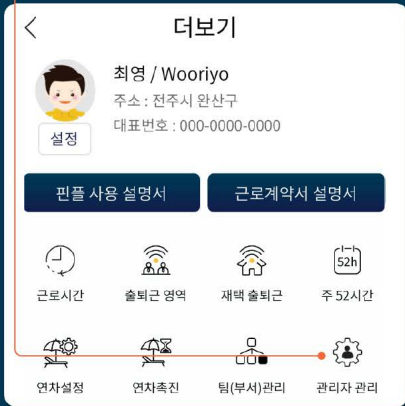 더보기
최영 / Wooriyo
주소 : 전주시 완산구
대표번호 : 000-0000-0000
설정
핀플 사용 설명서 근로계약서 설명서
52h
근로시간 출퇴근 영역 재택 출퇴근 주 52시간
연차설정 연차촉진 팀(부서)관리 관리자 관리